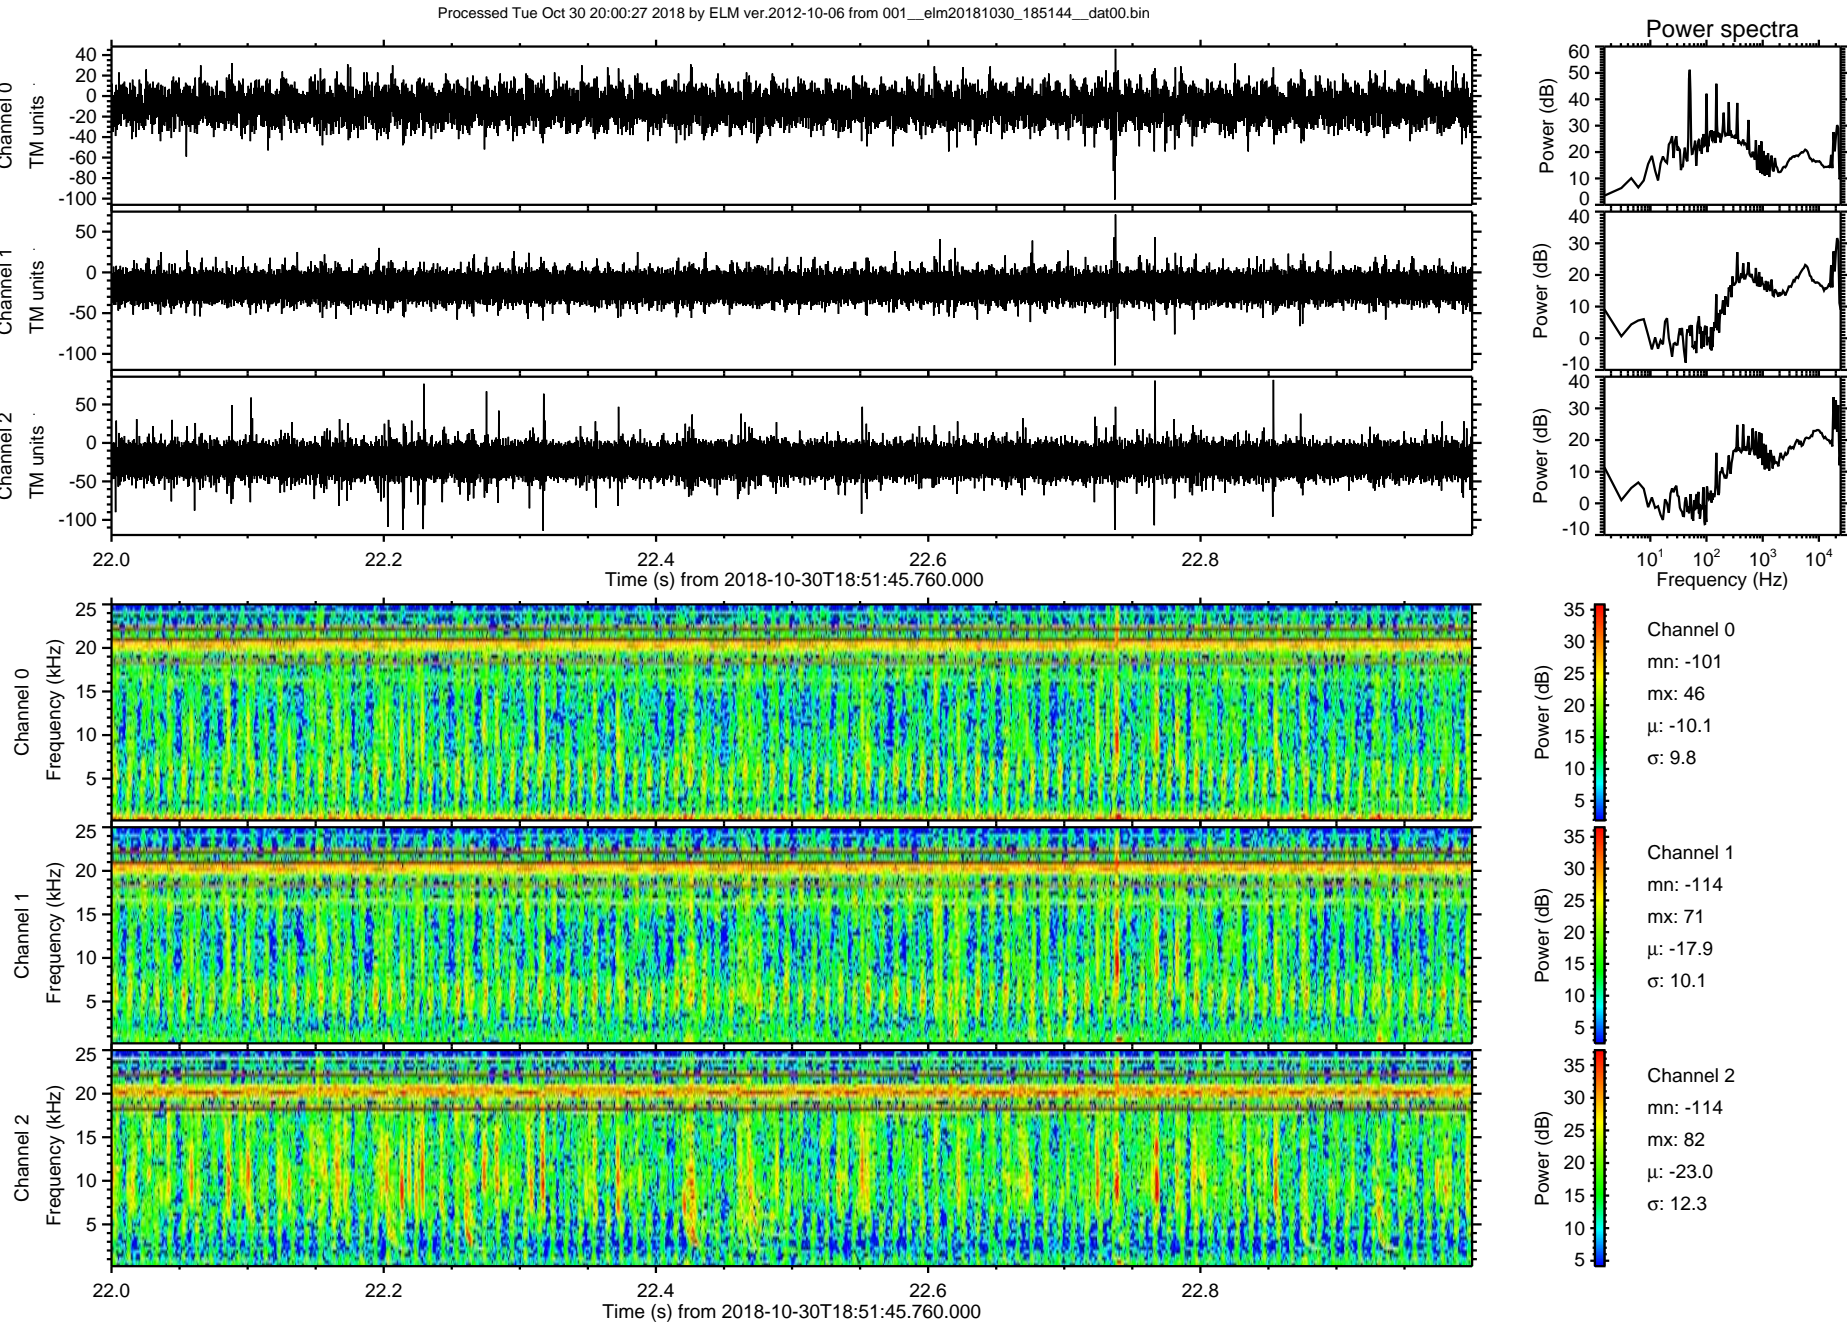 Processed Tue Oct 30 20:00:27 2018 by ELM ver.2012-10-06 from 001__elm20181030_185144__dat00.bin
Power spectra
Channel 0
TM units
40
20
0
-20
-40
-60
-80
-100
Power (dB)
60
50
40
30
20
10
0
Channel 1
TM units
50
0
-50
-100
Power (dB)
40
30
20
10
0
-10
Channel 2
TM units
50
0
-50
-100
Power (dB)
40
30
20
10
0
-10
22.0 22.2 22.4 22.6 22.8
Time (s) from 2018-10-30T18:51:45.760.000
10^1 10^2 10^3 10^4
Frequency (Hz)
Channel 0
Frequency (kHz)
25
20
15
10
5
Power (dB)
35
30
25
20
15
10
5
Channel 0
mn: -101
mx: 46
μ: -10.1
σ: 9.8
Channel 1
Frequency (kHz)
25
20
15
10
5
Power (dB)
35
30
25
20
15
10
5
Channel 1
mn: -114
mx: 71
μ: -17.9
σ: 10.1
Channel 2
Frequency (kHz)
25
20
15
10
5
Power (dB)
35
30
25
20
15
10
5
Channel 2
mn: -114
mx: 82
μ: -23.0
σ: 12.3
22.0 22.2 22.4 22.6 22.8
Time (s) from 2018-10-30T18:51:45.760.000